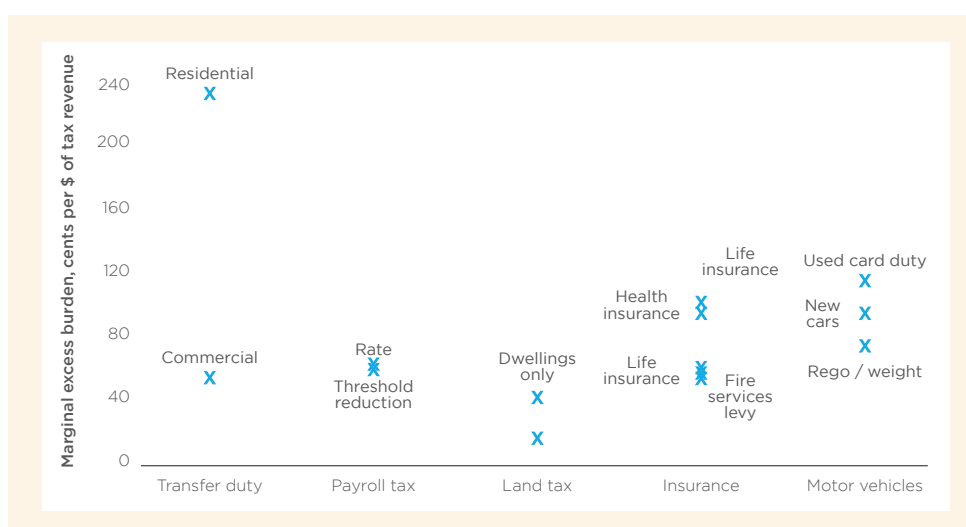 Marginal excess burden, cents per $ of tax revenue
240
200
160
120
80
40
0
Residential
X
Commercial
X
Rate
X
X
Threshold
reduction
Dwellings
only
X
X
Life
insurance
Health
insurance
X
X
Life
insurance
X
X
X
Fire
services
levy
Used card duty
X
New
cars
X
X
Rego / weight
Transfer duty
Payroll tax
Land tax
Insurance
Motor vehicles